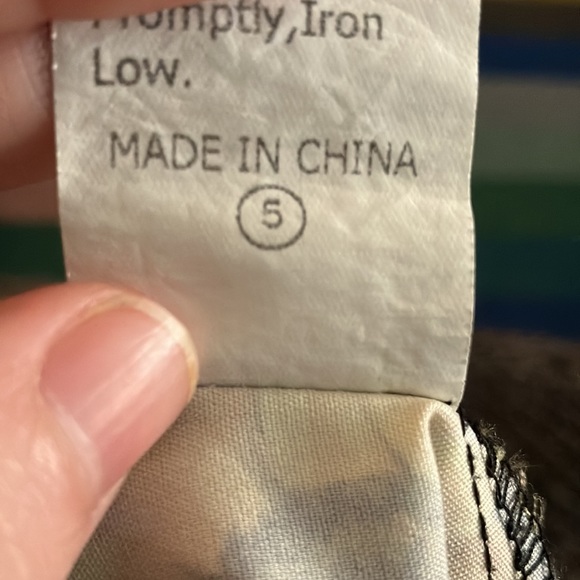 Promptly,Iron
Low.
MADE IN CHINA
5